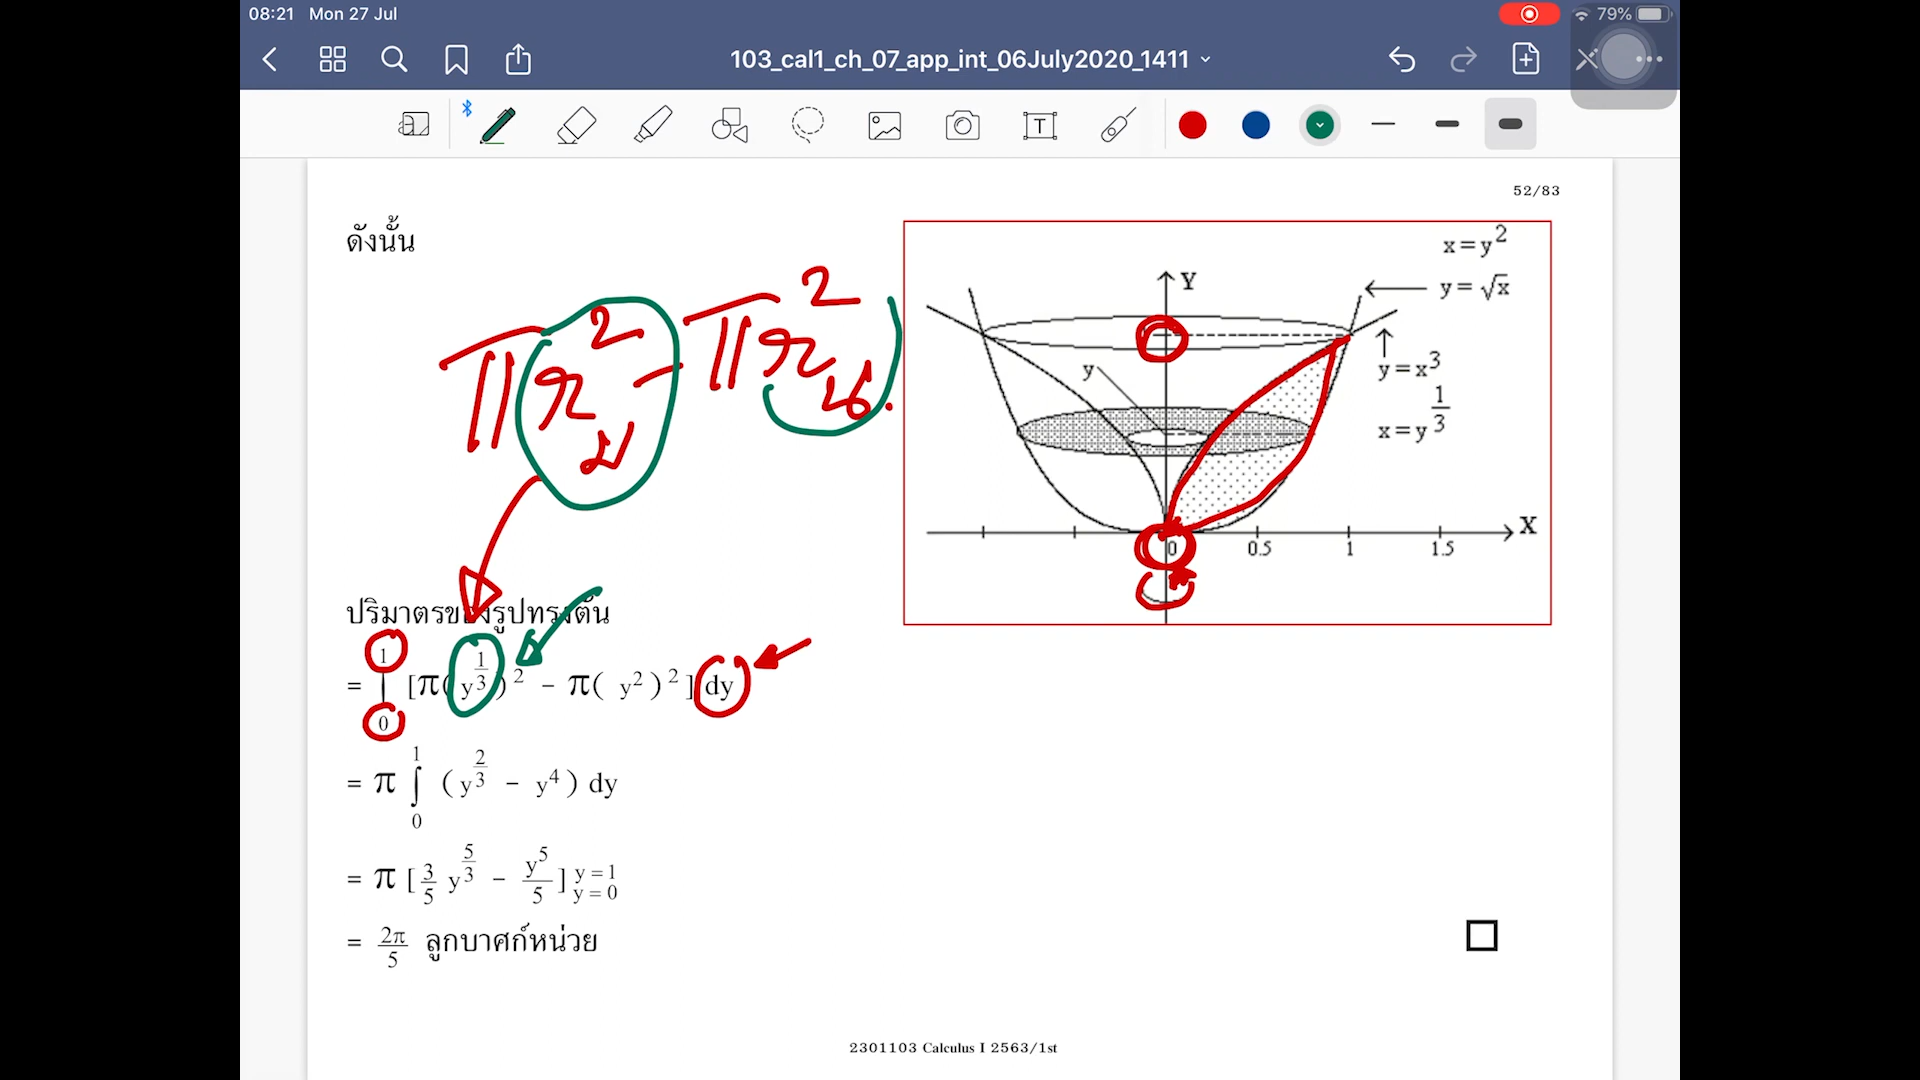 08:21 Mon 27 Jul
79%
103_cal1_ch_07_app_int_06July2020_1411
52/83
ดังนั้น
πr² - πr²
x = y²
y = √x
Y
y = x³
x = y^(1/3)
y
0 0.5 1 1.5 X
ปริมาตรของรูปทรงตัน
= ∫₀¹ [π( y^(1/3) )² − π( y² )² ] dy
= π ∫₀¹ ( y^(2/3) − y⁴ ) dy
= π [ 3/5 y^(5/3) − y⁵/5 ] y = 1 y = 0
= 2π/5 ลูกบาศก์หน่วย
2301103 Calculus I 2563/1st